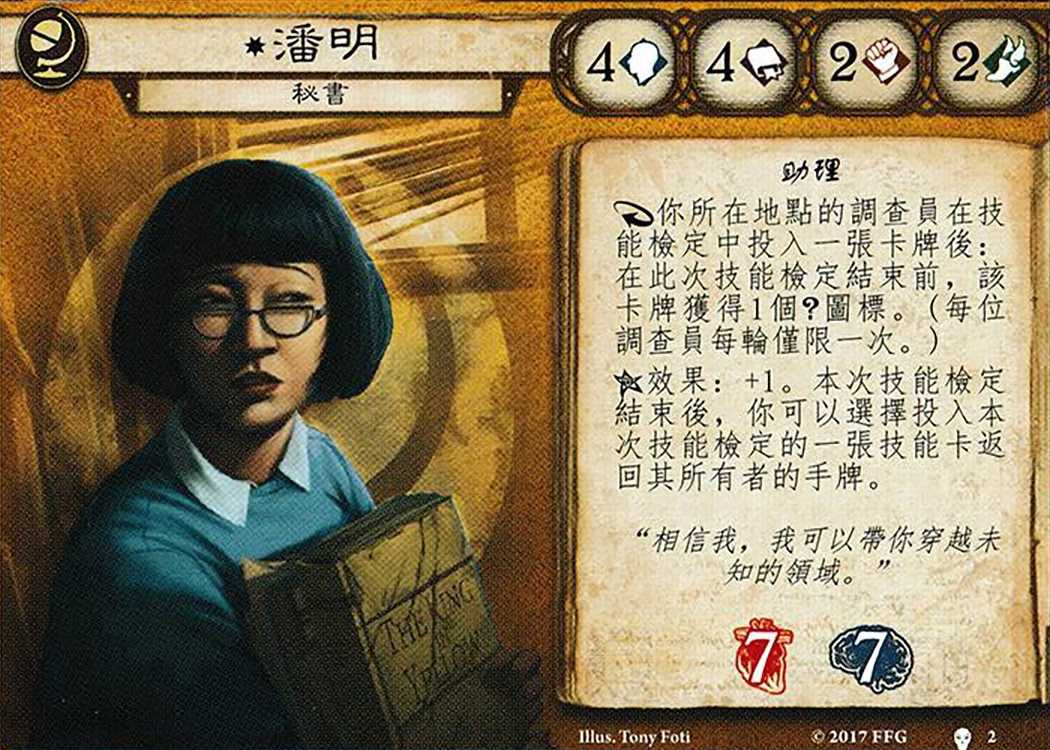 潘明
秘書
4 4 2 2
助理
你所在地點的調查員在技
能檢定中投入一張卡牌後：
在此次技能檢定結束前，該
卡牌獲得1個?圖標。（每位
調查員每輪僅限一次。）
效果：+1。本次技能檢定
結束後，你可以選擇投入本
次技能檢定的一張技能卡返
回其所有者的手牌。
“相信我，我可以帶你穿越未
知的領域。”
7 7
THE KING
IN
YELLOW
Illus. Tony Foti © 2017 FFG 2